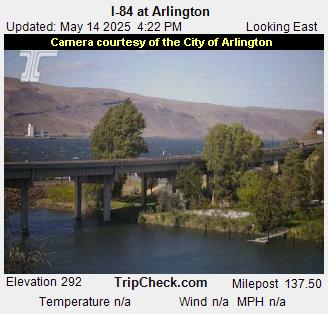 I-84 at Arlington
Updated: May 14 2025 4:22 PM Looking East
Camera courtesy of the City of Arlington
Elevation 292 TripCheck.com Milepost 137.50
Temperature n/a Wind n/a MPH n/a